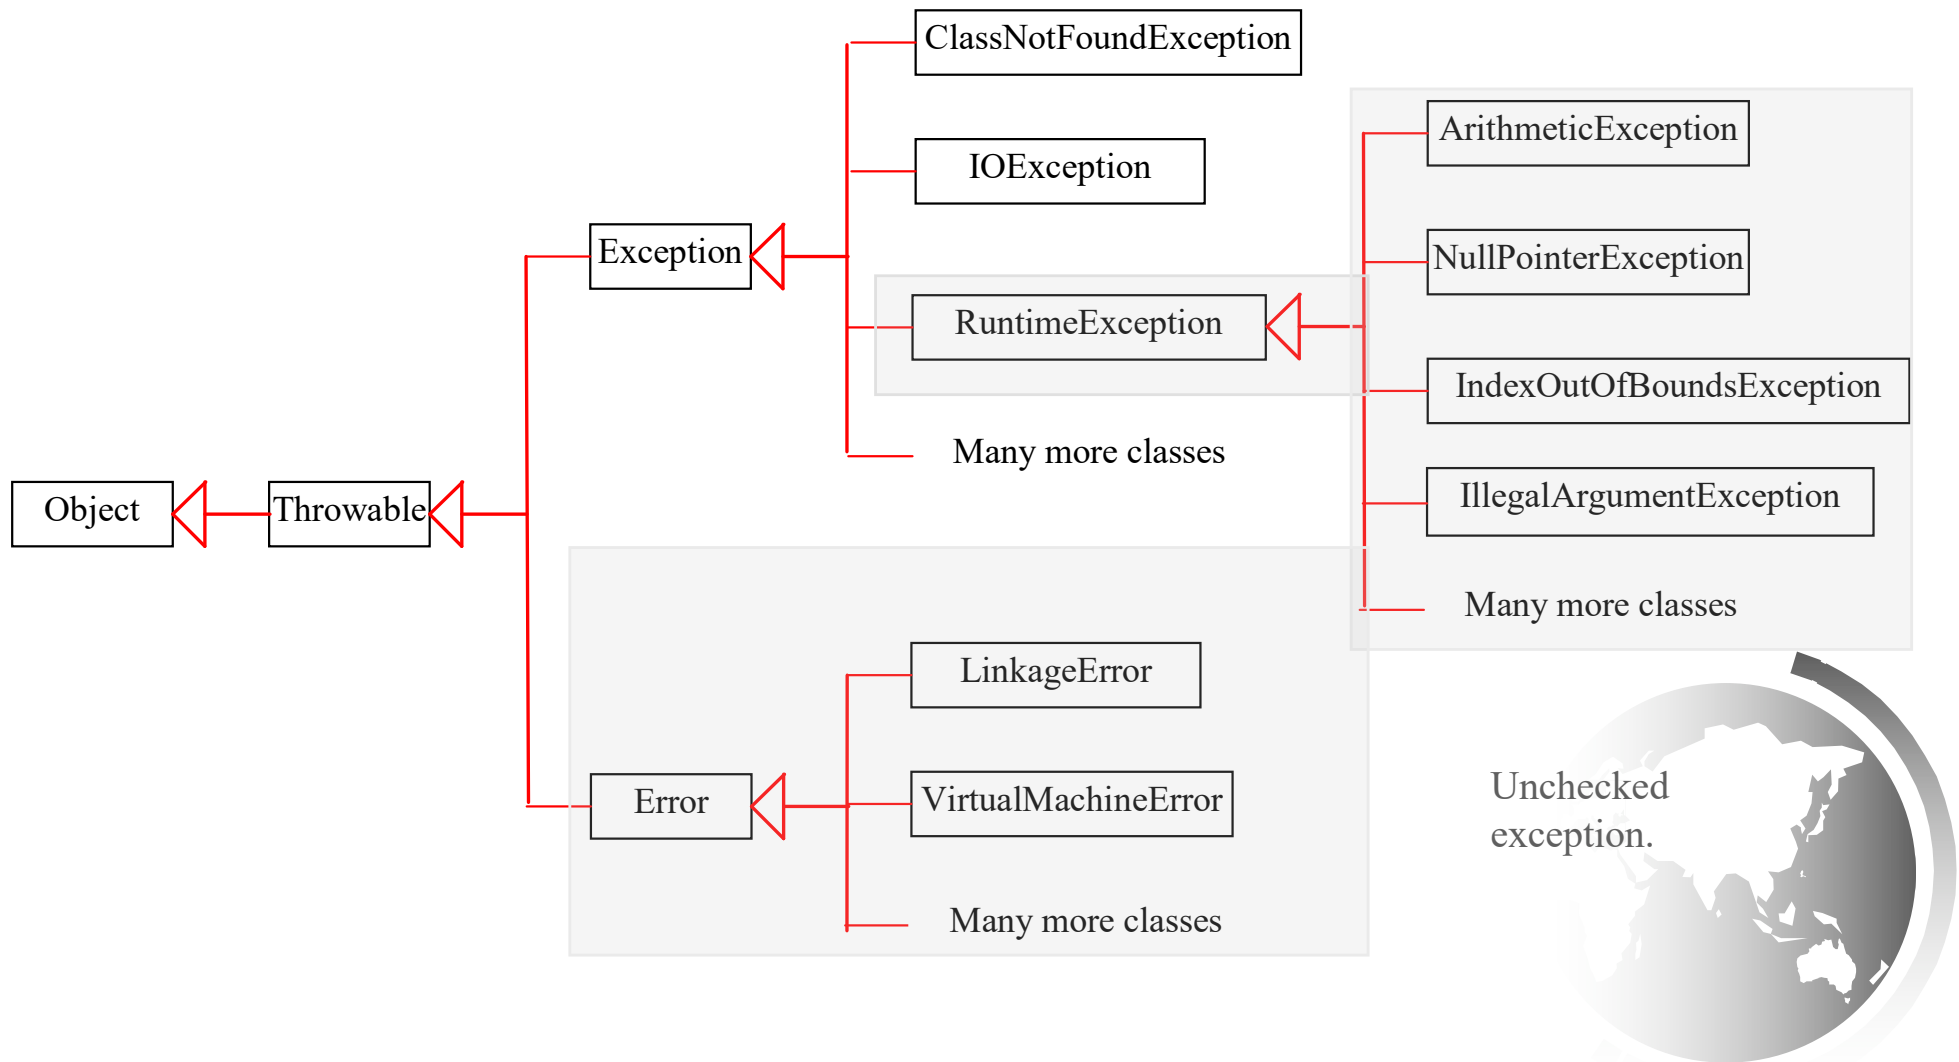 ClassNotFoundException
ArithmeticException
IOException
NullPointerException
Exception
RuntimeException
IndexOutOfBoundsException
Many more classes
IllegalArgumentException
Object
Throwable
Many more classes
LinkageError
Error
VirtualMachineError
Unchecked
exception.
Many more classes